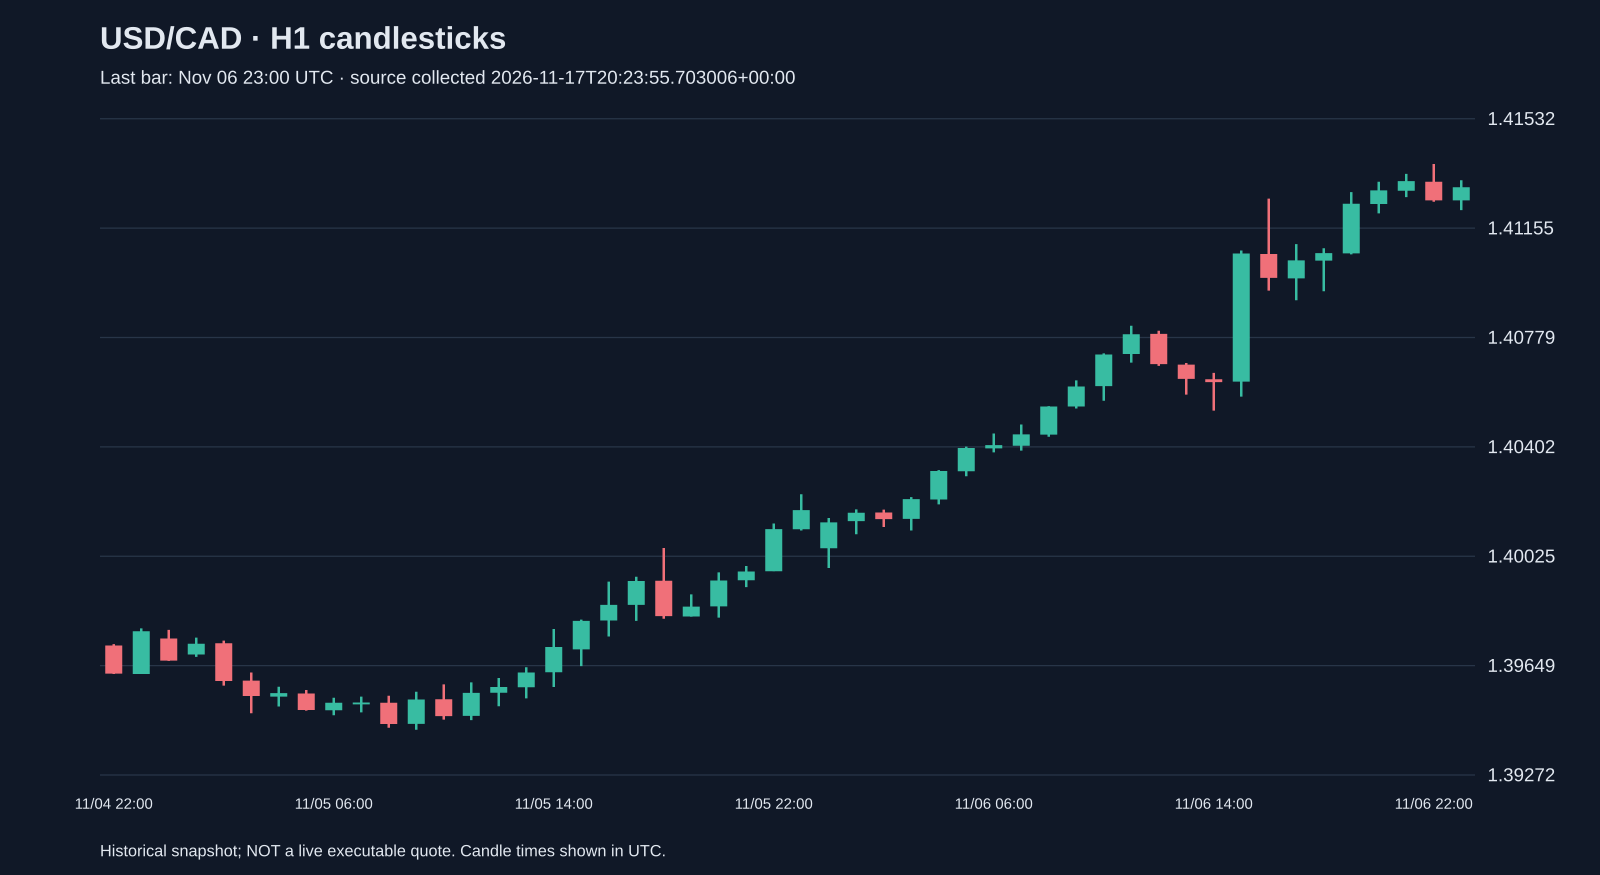 USD/CAD · H1 candlesticks
Last bar: Nov 06 23:00 UTC · source collected 2026-11-17T20:23:55.703006+00:00
1.41532
1.41155
1.40779
1.40402
1.40025
1.39649
1.39272
11/04 22:00 11/05 06:00 11/05 14:00 11/05 22:00 11/06 06:00 11/06 14:00 11/06 22:00
Historical snapshot; NOT a live executable quote. Candle times shown in UTC.